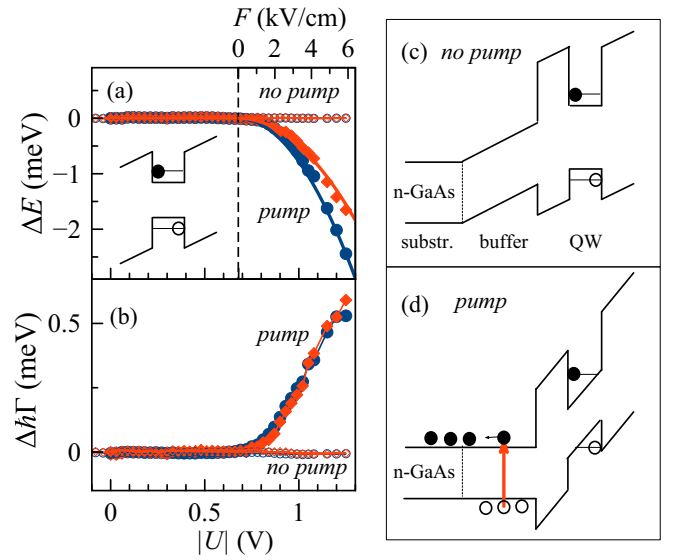 F (kV/cm)
0 2 4 6
(a)
no pump
0
-1
-2
ΔE (meV)
pump
(b)
0.5
0
ΔhΓ (meV)
pump
no pump
0 0.5 1
|U| (V)
(c) no pump
n-GaAs
substr. buffer QW
(d) pump
n-GaAs